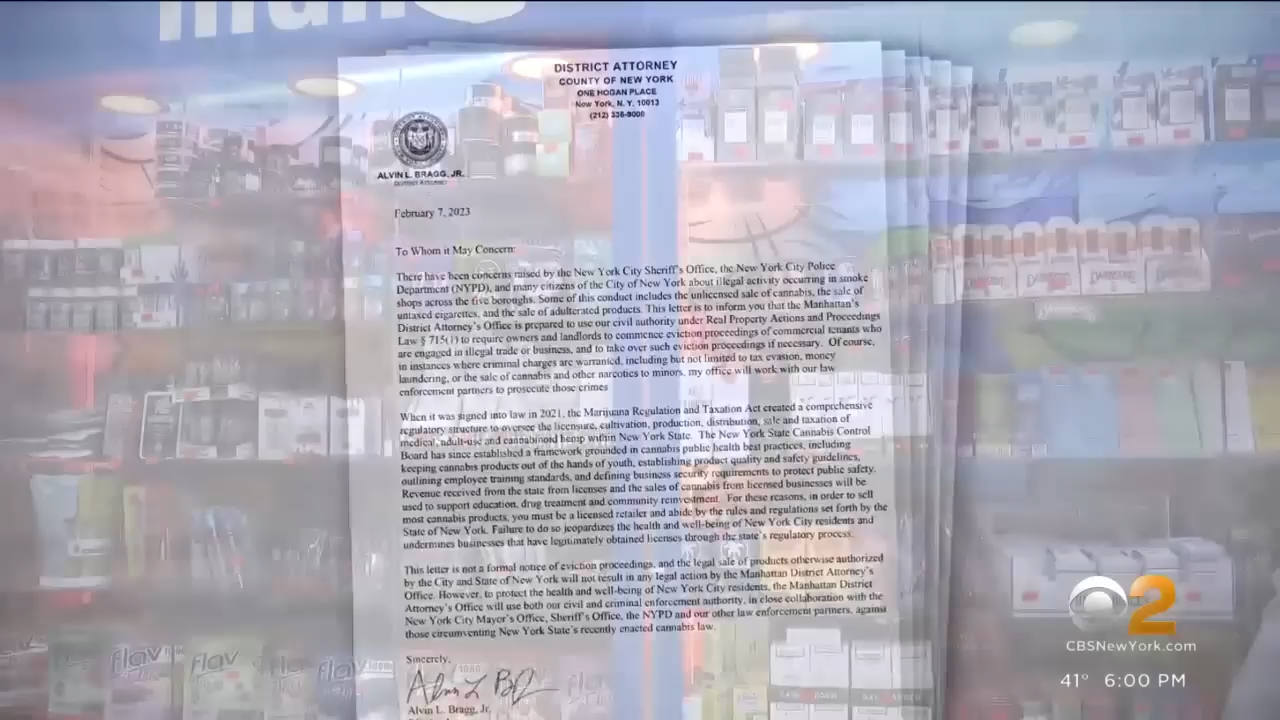 DISTRICT ATTORNEY
COUNTY OF NEW YORK
ONE HOGAN PLACE
New York, N. Y. 10013
(212) 335-9000
ALVIN L. BRAGG, JR.
DISTRICT ATTORNEY
February 7, 2023
To Whom it May Concern:
There have been concerns raised by the New York City Sheriff's Office, the New York City Police
Department (NYPD), and many citizens of the City of New York about illegal activity occurring in smoke
shops across the five boroughs. Some of this conduct includes the unlicensed sale of cannabis, the sale of
untaxed cigarettes, and the sale of adulterated products. This letter is to inform you that the Manhattan's
District Attorney's Office is prepared to use our civil authority under Real Property Actions and Proceedings
Law § 715(1) to require owners and landlords to commence eviction proceedings of commercial tenants who
are engaged in illegal trade or business, and to take over such eviction proceedings if necessary. Of course,
in instances where criminal charges are warranted, including but not limited to tax evasion, money
laundering, or the sale of cannabis and other narcotics to minors, my office will work with our law
enforcement partners to prosecute those crimes
When it was signed into law in 2021, the Marijuana Regulation and Taxation Act created a comprehensive
regulatory structure to oversee the licensure, cultivation, production, distribution, sale and taxation of
medical, adult-use and cannabinoid hemp within New York State. The New York State Cannabis Control
Board has since established a framework grounded in cannabis public health best practices, including
keeping cannabis products out of the hands of youth, establishing product quality and safety guidelines,
outlining employee training standards, and defining business security requirements to protect public safety.
Revenue received from the state from licenses and the sales of cannabis from licensed businesses will be
used to support education, drug treatment and community reinvestment. For these reasons, in order to sell
most cannabis products, you must be a licensed retailer and abide by the rules and regulations set forth by the
State of New York. Failure to do so jeopardizes the health and well-being of New York City residents and
undermines businesses that have legitimately obtained licenses through the state's regulatory process.
This letter is not a formal notice of eviction proceedings, and the legal sale of products otherwise authorized
by the City and State of New York will not result in any legal action by the Manhattan District Attorney's
Office. However, to protect the health and well-being of New York City residents, the Manhattan District
Attorney's Office will use both our civil and criminal enforcement authority, in close collaboration with the
New York City Mayor's Office, Sheriff's Office, the NYPD and our other law enforcement partners, against
those circumventing New York State's recently enacted cannabis law.
Sincerely,
Alvin L. Bragg, Jr.
flav
flav
flav
2
CBSNewYork.com
41° 6:00 PM